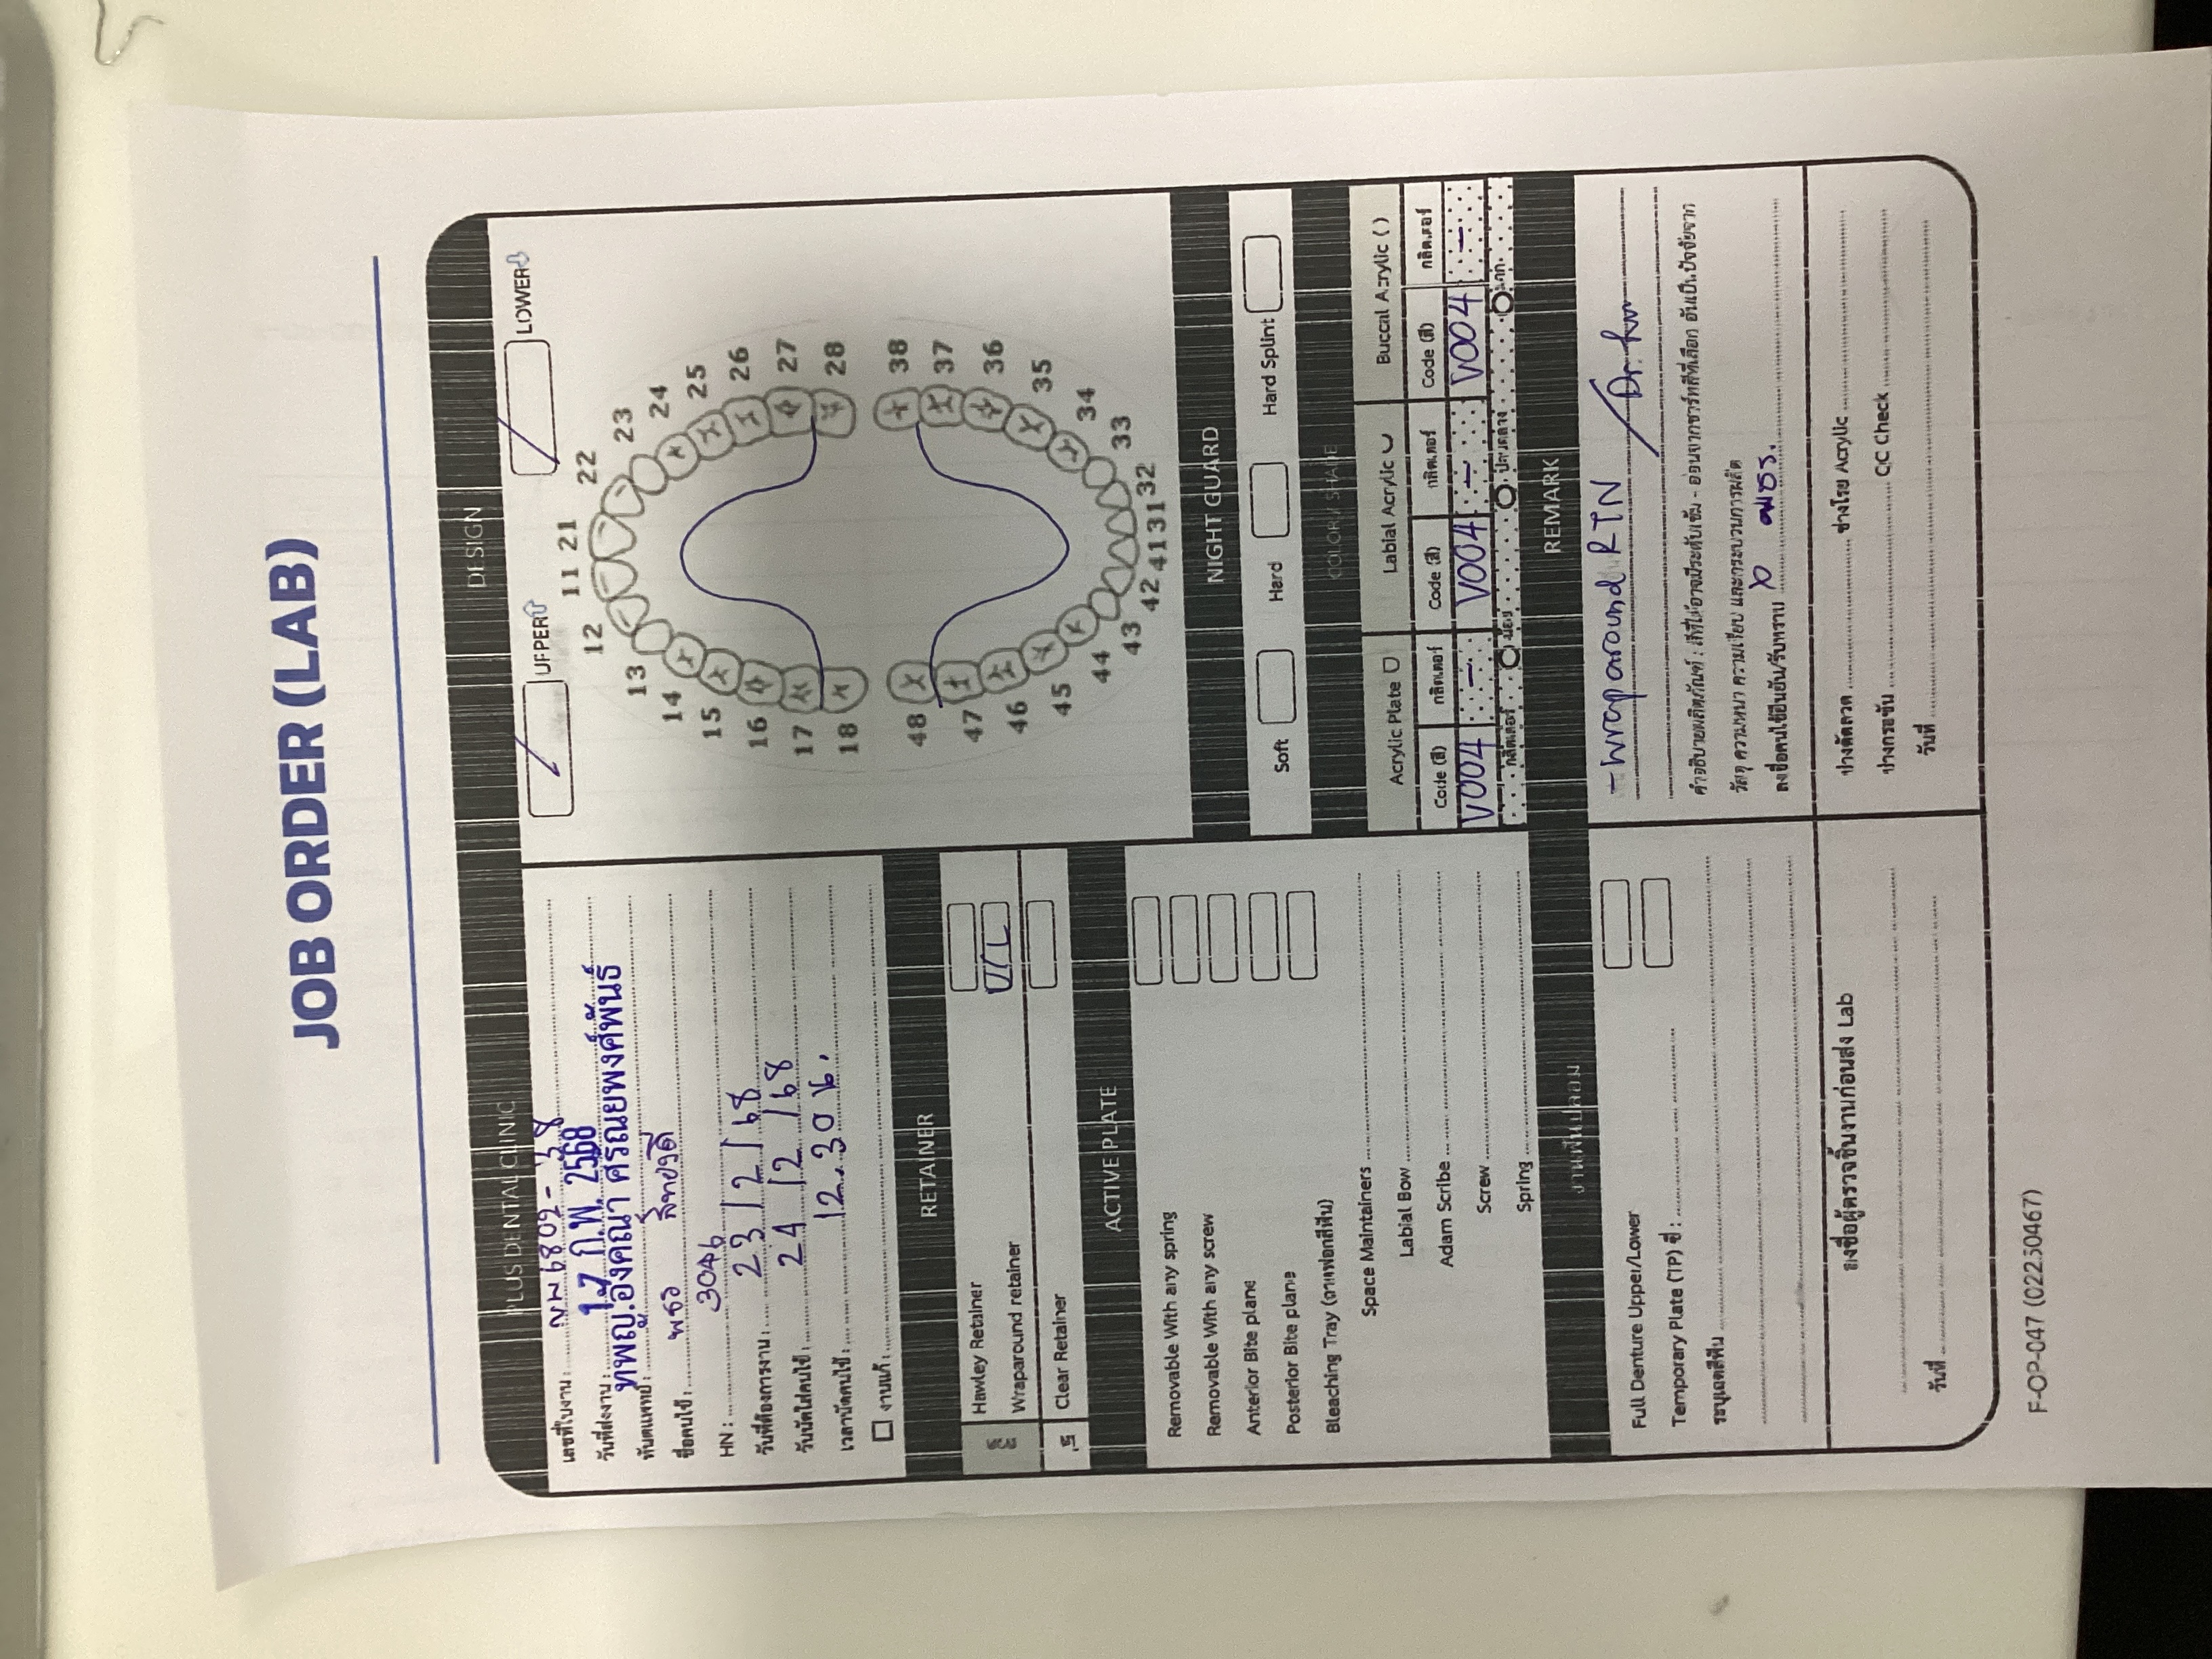 JOB ORDER (LAB)
PLUS DENTAL CLINIC
เลขที่ใบงาน : 6802-38
วันที่ส่งงาน : 17 ก.พ. 2568
ทันตแพทย์ : ทพญ.อังคณา ศรัณยพงศ์พันธ์
ชื่อคนไข้ : พชร สีทองดี
HN : 3046
วันที่ต้องการงาน : 23/2/68
วันนัดใส่คนไข้ : 24/2/68
เวลานัดคนไข้ : 12.30 น.
งานแก้ :
DESIGN
UPPER
LOWER
11 21
12 22
13 23
14 24
15 25
16 26
17 27
18 28
48 38
47 37
46 36
45 35
44 34
43 33
42 41 31 32
RETAINER
ลวด
Hawley Retainer
Wraparound retainer U/L
Clear Retainer
ACTIVE PLATE
Removable With any spring
Removable With any screw
Anterior Bite plane
Posterior Bite plane
Bleaching Tray (ถาดฟอกสีฟัน)
Space Maintainers
Labial Bow
Adam Scribe
Screw
Spring
NIGHT GUARD
Soft Hard Hard Splint
COLOR / SHADE
Acrylic Plate Labial Acrylic Buccal Acrylic ( )
Code (สี) กลิตเตอร์ Code (สี) กลิตเตอร์ Code (สี) กลิตเตอร์
V004 - V004 - V004 -
กลิตเตอร์ น้อย ปานกลาง มาก
งานฟันปลอม
Full Denture Upper/Lower
Temporary Plate (TP) ซี่ :
ระบุเฉดสีฟัน
REMARK
- Wraparound RTN / Dr.
คำอธิบายผลิตภัณฑ์ : สีที่ได้อาจมีระดับเข้ม - อ่อนจากชาร์ทสีที่เลือก อันเป็นปัจจัยจาก
วัสดุ ความหนา ความเรียบ และกระบวนการผลิต
ลงชื่อคนไข้ยืนยัน/รับทราบ x พชร.
ลงชื่อผู้ตรวจชิ้นงานก่อนส่ง Lab
วันที่
ช่างดัดลวด ช่างโรย Acrylic
ช่างกรอขัด QC Check
วันที่
F-OP-047 (02250467)